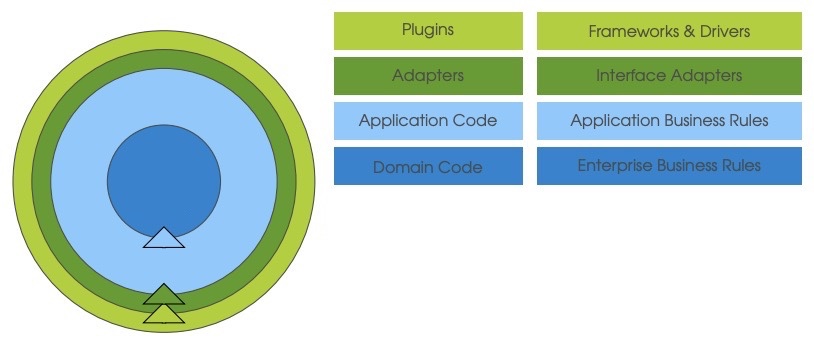 Plugins
Frameworks & Drivers
Adapters
Interface Adapters
Application Code
Application Business Rules
Domain Code
Enterprise Business Rules